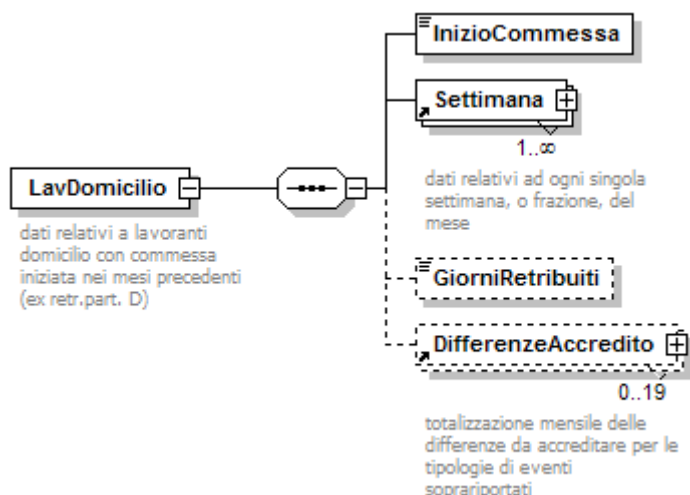 InizioCommessa
Settimana
1..∞
dati relativi ad ogni singola
settimana, o frazione, del
mese
LavDomicilio
dati relativi a lavoranti
domicilio con commessa
iniziata nei mesi precedenti
(ex retr.part. D)
GiorniRetribuiti
DifferenzeAccredito
0..19
totalizzazione mensile delle
differenze da accreditare per le
tipologie di eventi
soprariportati